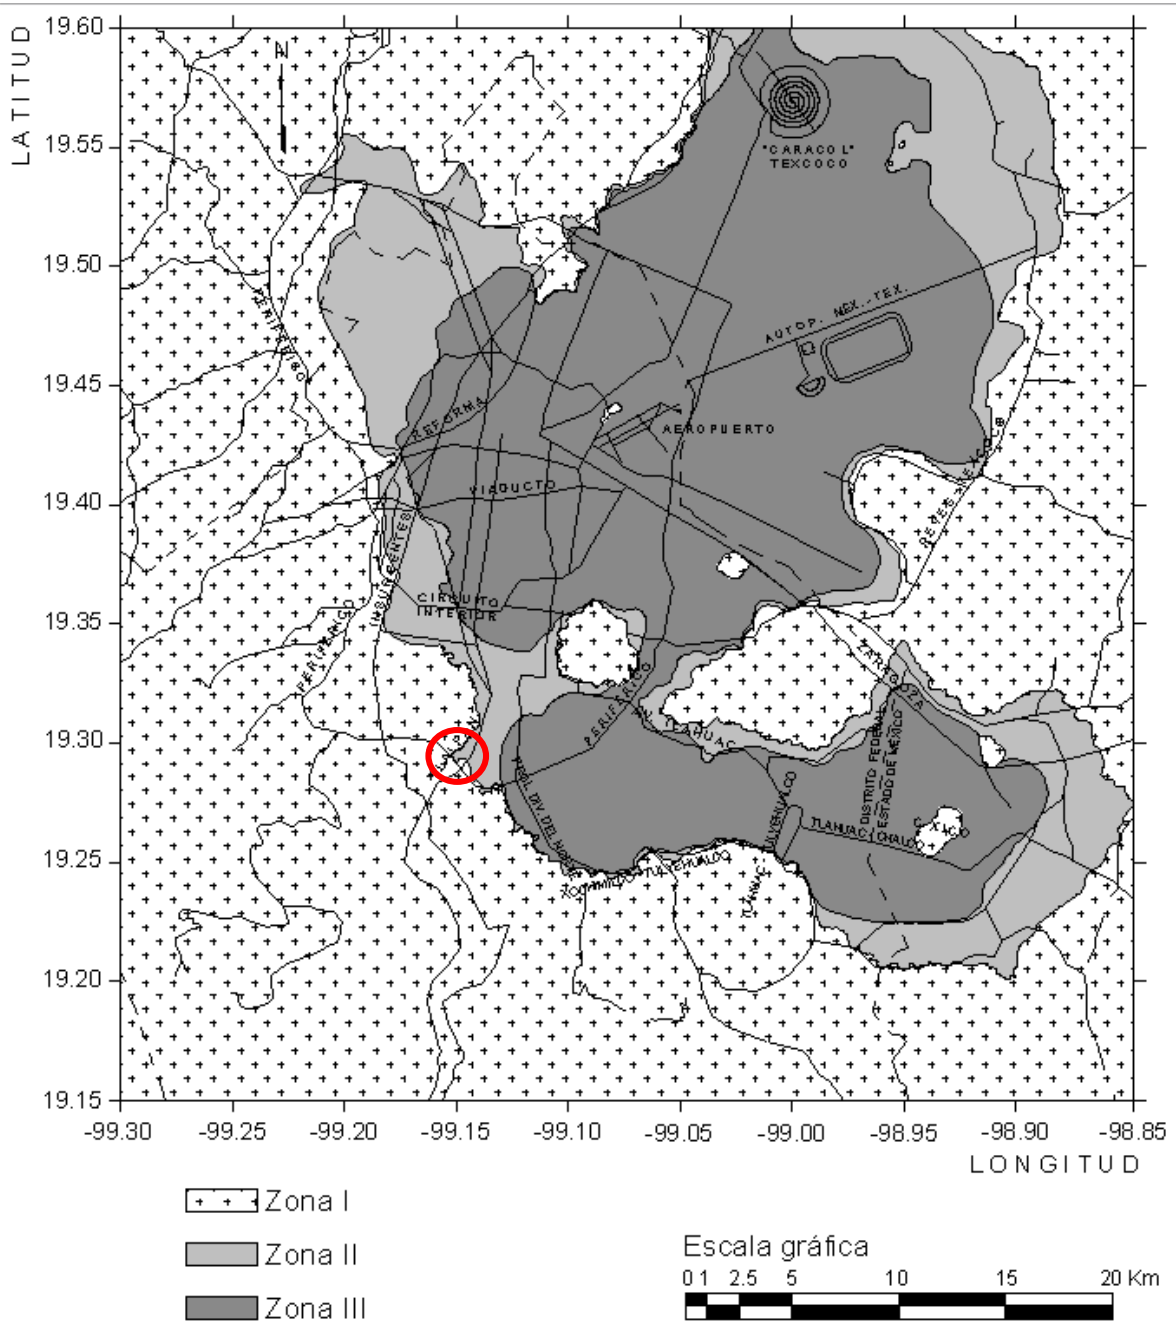 LATITUD
19.60
19.55
19.50
19.45
19.40
19.35
19.30
19.25
19.20
19.15
N
"CARACOL"
TEXCOCO
PERIFERICO
AUTOP. MEX.-TEX.
REFORMA
AEROPUERTO
VIADUCTO
INSURGENTES
CIRCUITO
INTERIOR
PERIFERICO
PERIFERICO
ZARAGOZA
TLAHUAC
DISTRITO FEDERAL
ESTADO DE MEXICO
TLAHUAC-CHALCO
XICO
XOCHIMILCO-TULYEHUALCO
-99.30
-99.25
-99.20
-99.15
-99.10
-99.05
-99.00
-98.95
-98.90
-98.85
LONGITUD
Zona I
Zona II
Zona III
Escala gráfica
0 1 2.5 5 10 15 20 Km